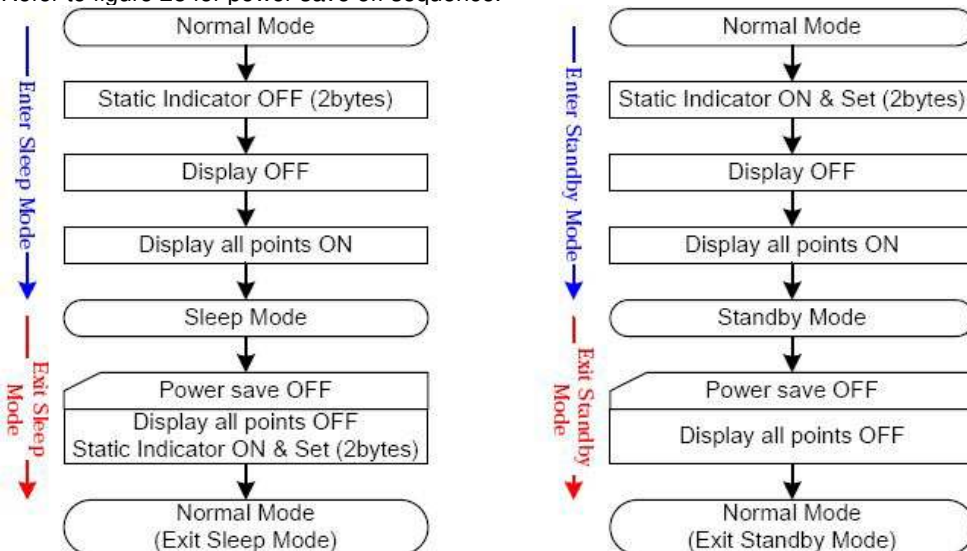 Refer to figure for power save off sequence.
Enter Sleep Mode
Exit Sleep
Mode
Normal Mode
Static Indicator OFF (2bytes)
Display OFF
Display all points ON
Sleep Mode
Power save OFF
Display all points OFF
Static Indicator ON & Set (2bytes)
Normal Mode
(Exit Sleep Mode)
Enter Standby Mode
Exit Standby
Mode
Normal Mode
Static Indicator ON & Set (2bytes)
Display OFF
Display all points ON
Standby Mode
Power save OFF
Display all points OFF
Normal Mode
(Exit Standby Mode)